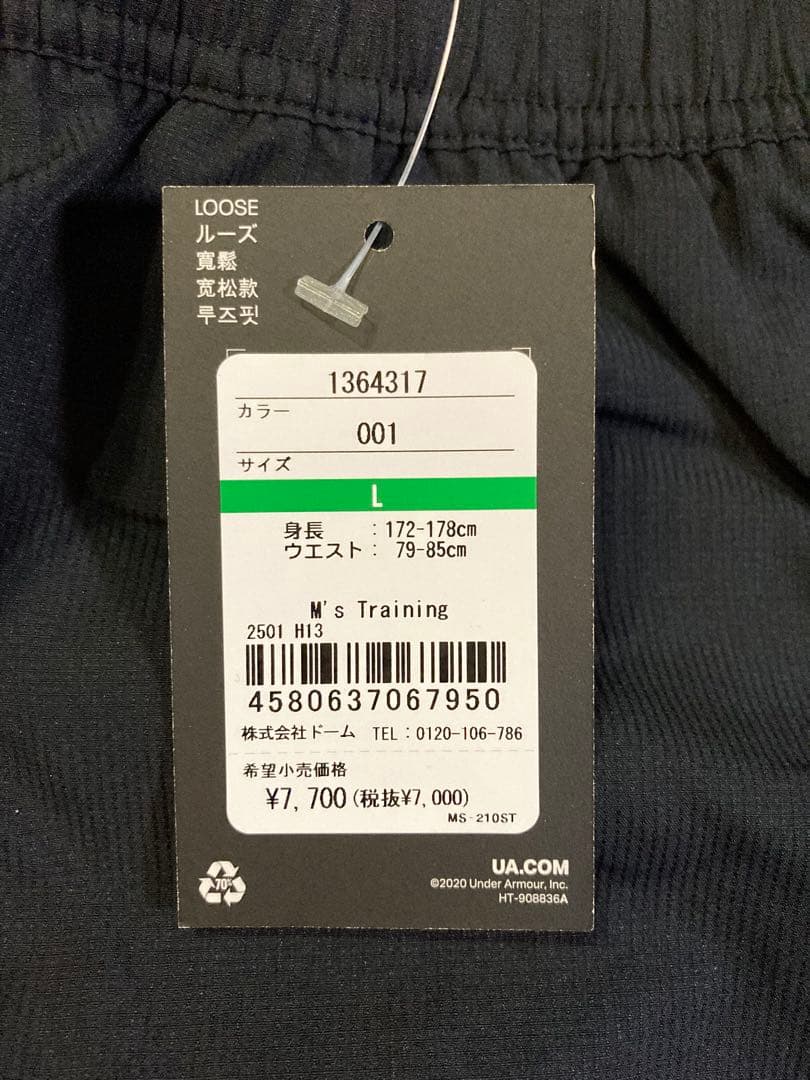 LOOSE
ルーズ
寬鬆
宽松款
루즈핏
1364317
カラー
001
サイズ
L
身長 :172-178cm
ウエスト: 79-85cm
M's Training
2501 H13
4580637067950
株式会社ドーム TEL:0120-106-786
希望小売価格
¥7,700(税抜¥7,000)
MS-210ST
70%
UA.COM
©2020 Under Armour, Inc.
HT-908836A